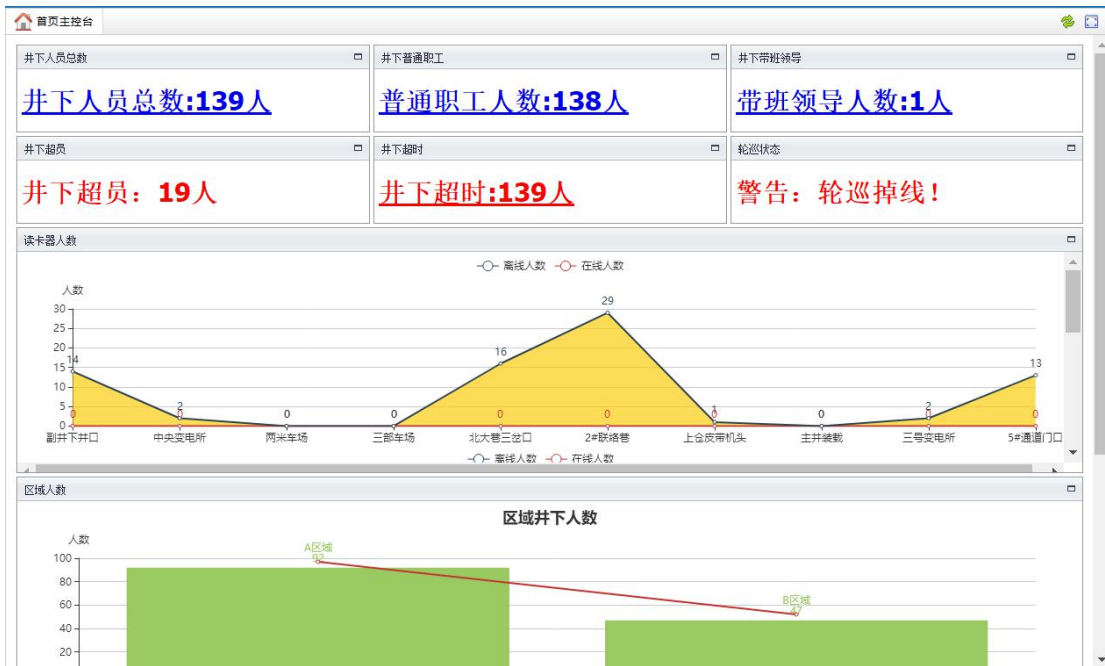 首页主控台
井下人员总数
井下普通职工
井下带班领导
井下人员总数:139人
普通职工人数:138人
带班领导人数:1人
井下超员
井下超时
轮巡状态
井下超员：19人
井下超时:139人
警告：轮巡掉线！
读卡器人数
离线人数 在线人数
人数
30
25
20
15
10
5
0
14
2
0
0
16
29
1
0
2
13
0
0
0
0
0
0
0
副井下井口 中央变电所 两米车场 三部车场 北大巷三岔口 2#联络巷 上仓皮带机头 主井装载 三号变电所 5#通道门口
离线人数 在线人数
区域人数
区域井下人数
人数
100
80
60
40
20
A区域
92
B区域
47